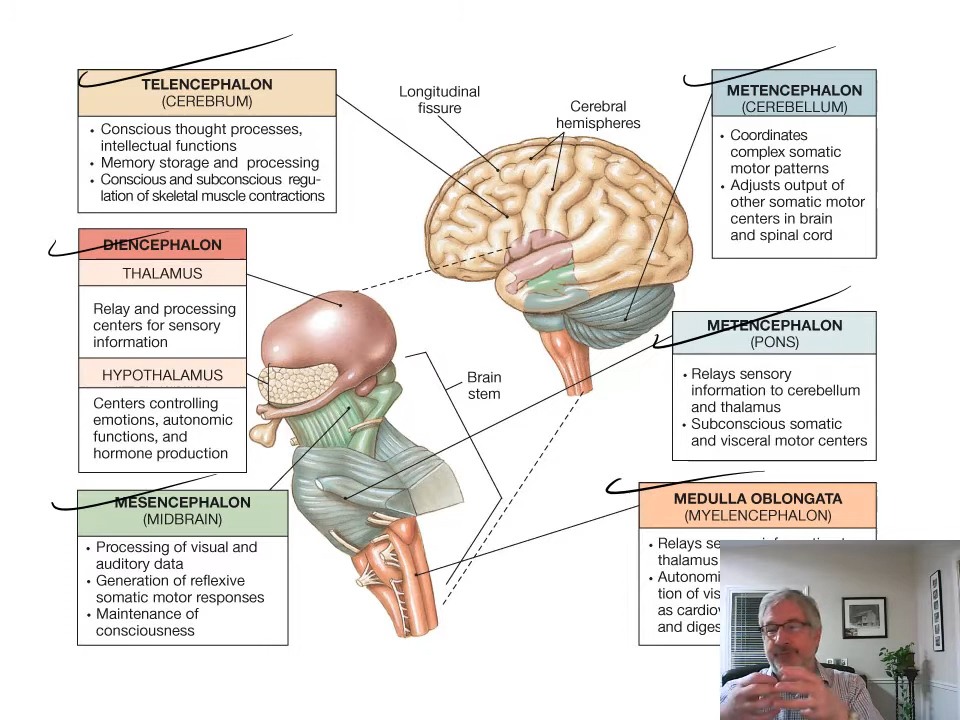 TELENCEPHALON
(CEREBRUM)
• Conscious thought processes,
intellectual functions
• Memory storage and processing
• Conscious and subconscious regu-
lation of skeletal muscle contractions
DIENCEPHALON
THALAMUS
Relay and processing
centers for sensory
information
HYPOTHALAMUS
Centers controlling
emotions, autonomic
functions, and
hormone production
MESENCEPHALON
(MIDBRAIN)
• Processing of visual and
auditory data
• Generation of reflexive
somatic motor responses
• Maintenance of
consciousness
Longitudinal
fissure
Cerebral
hemispheres
Brain
stem
METENCEPHALON
(CEREBELLUM)
• Coordinates
complex somatic
motor patterns
• Adjusts output of
other somatic motor
centers in brain
and spinal cord
METENCEPHALON
(PONS)
• Relays sensory
information to cerebellum
and thalamus
• Subconscious somatic
and visceral motor centers
MEDULLA OBLONGATA
(MYELENCEPHALON)
• Relays
thalamus
•
tion of
as
and